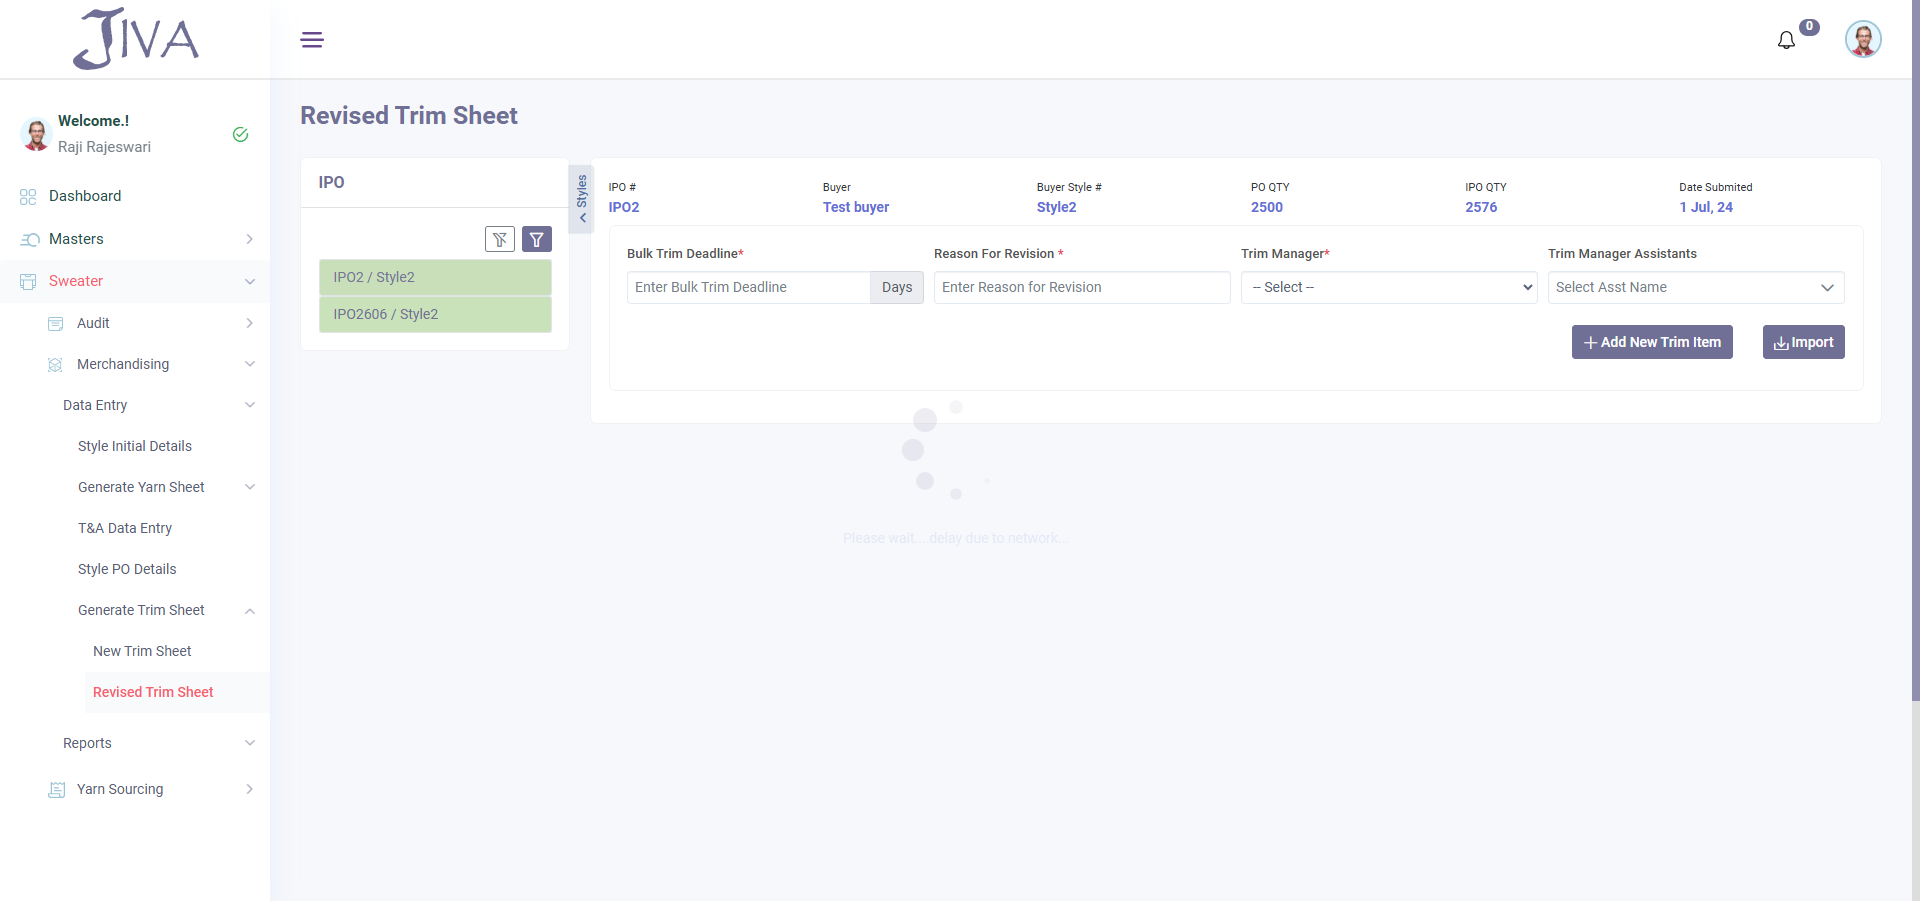 JIVA
0
Welcome.!
Raji Rajeswari
Dashboard
Masters
Sweater
Audit
Merchandising
Data Entry
Style Initial Details
Generate Yarn Sheet
T&A Data Entry
Style PO Details
Generate Trim Sheet
New Trim Sheet
Revised Trim Sheet
Reports
Yarn Sourcing
Revised Trim Sheet
IPO
IPO2 / Style2
IPO2606 / Style2
Styles
IPO # Buyer Buyer Style # PO QTY IPO QTY Date Submited
IPO2 Test buyer Style2 2500 2576 1 Jul, 24
Bulk Trim Deadline* Reason For Revision * Trim Manager* Trim Manager Assistants
Enter Bulk Trim Deadline Days Enter Reason for Revision -- Select -- Select Asst Name
Add New Trim Item Import
Please wait....delay due to network...